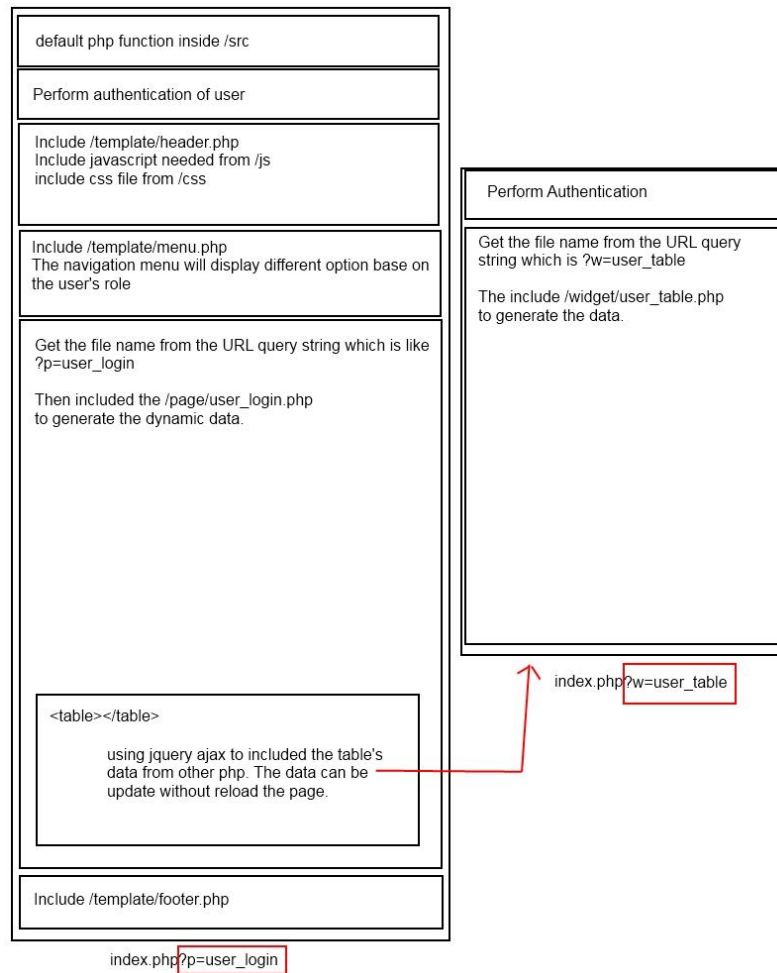 default php function inside /src
Perform authentication of user
Include /template/header.php
Include javascript needed from /js
include css file from /css
Include /template/menu.php
The navigation menu will display different option base on
the user's role
Get the file name from the URL query string which is like
?p=user_login
Then included the /page/user_login.php
to generate the dynamic data.
<table></table>
using jquery ajax to included the table's
data from other php. The data can be
update without reload the page.
Include /template/footer.php
index.php?p=user_login
Perform Authentication
Get the file name from the URL query
string which is ?w=user_table
The include /widget/user_table.php
to generate the data.
index.php?w=user_table